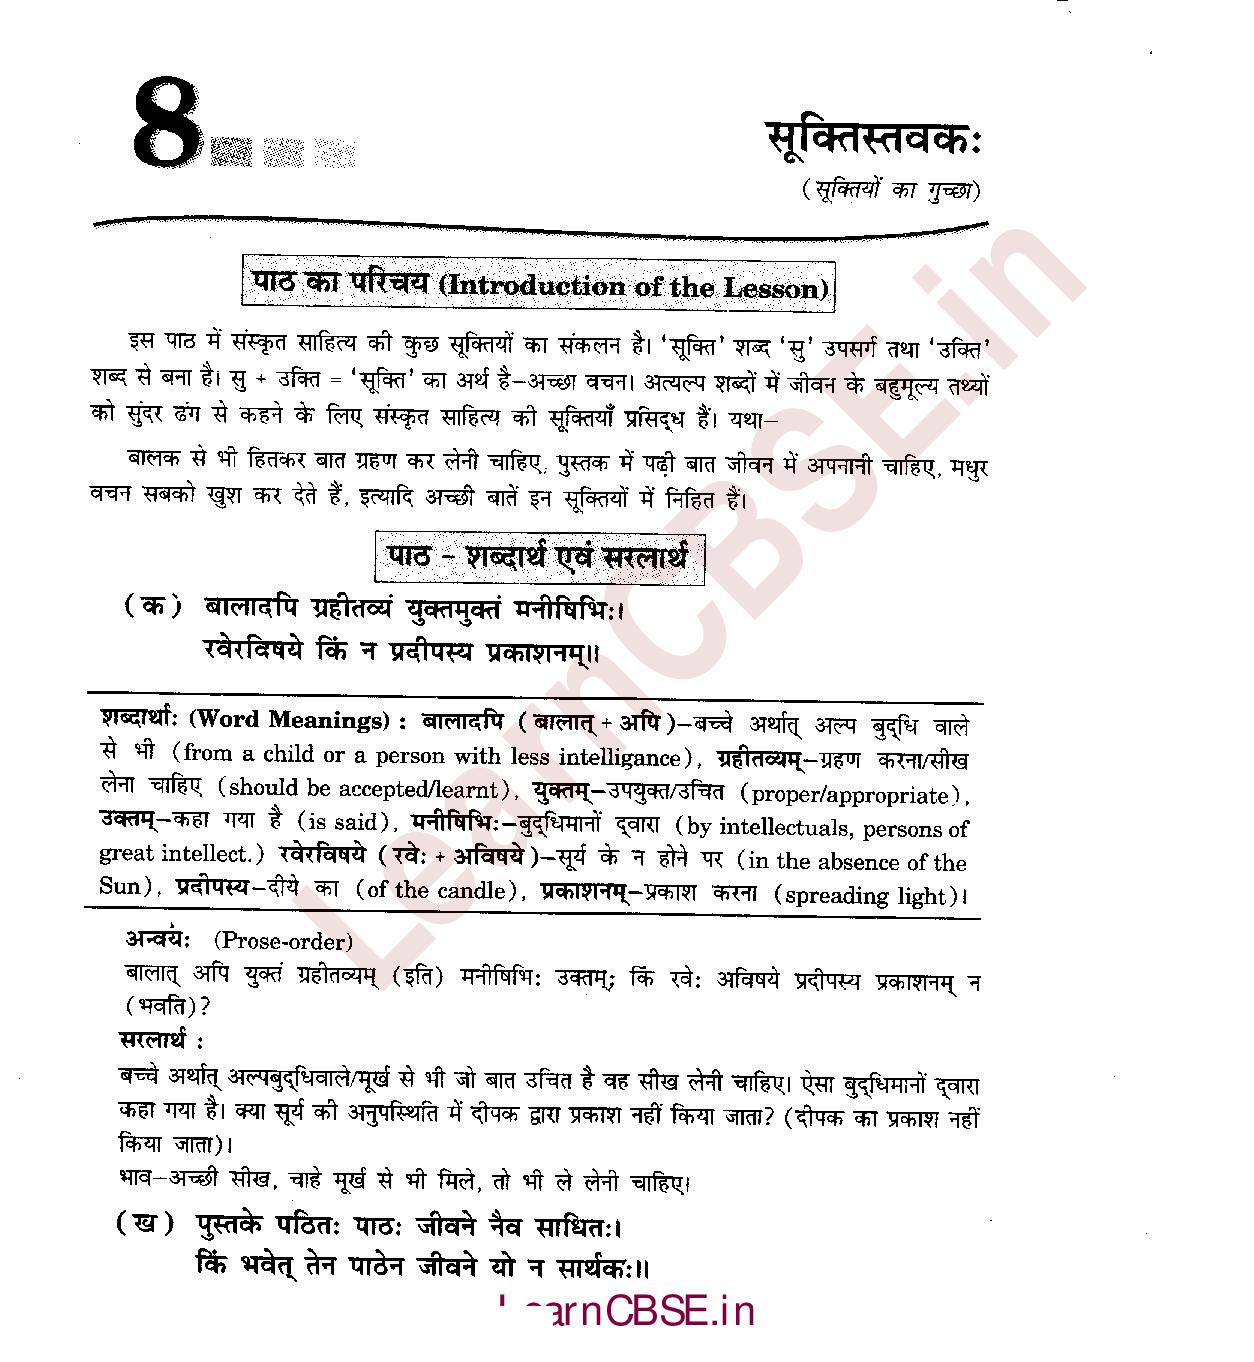 8
सूक्तिस्तवकः
(सूक्तियों का गुच्छा)
पाठ का परिचय (Introduction of the Lesson)
इस पाठ में संस्कृत साहित्य की कुछ सूक्तियों का संकलन है। 'सूक्ति' शब्द 'सु' उपसर्ग तथा 'उक्ति'
शब्द से बना है। सु + उक्ति = 'सूक्ति' का अर्थ है–अच्छा वचन। अत्यल्प शब्दों में जीवन के बहुमूल्य तथ्यों
को सुंदर ढंग से कहने के लिए संस्कृत साहित्य की सूक्तियाँ प्रसिद्ध हैं। यथा–
बालक से भी हितकर बात ग्रहण कर लेनी चाहिए, पुस्तक में पढ़ी बात जीवन में अपनानी चाहिए, मधुर
वचन सबको खुश कर देते हैं, इत्यादि अच्छी बातें इन सूक्तियों में निहित हैं।
पाठ - शब्दार्थ एवं सरलार्थ
(क) बालादपि ग्रहीतव्यं युक्तमुक्तं मनीषिभिः।
रवेरविषये किं न प्रदीपस्य प्रकाशनम्॥
शब्दार्थाः (Word Meanings) : बालादपि (बालात् + अपि)–बच्चे अर्थात् अल्प बुद्धि वाले
से भी (from a child or a person with less intelligance), ग्रहीतव्यम्–ग्रहण करना/सीख
लेना चाहिए (should be accepted/learnt), युक्तम्–उपयुक्त/उचित (proper/appropriate),
उक्तम्–कहा गया है (is said), मनीषिभिः–बुद्धिमानों द्वारा (by intellectuals, persons of
great intellect.) रवेरविषये (रवेः + अविषये)–सूर्य के न होने पर (in the absence of the
Sun), प्रदीपस्य–दीये का (of the candle), प्रकाशनम्–प्रकाश करना (spreading light)।
अन्वयः (Prose-order)
बालात् अपि युक्तं ग्रहीतव्यम् (इति) मनीषिभिः उक्तम्; किं रवेः अविषये प्रदीपस्य प्रकाशनम् न
(भवति)?
सरलार्थ :
बच्चे अर्थात् अल्पबुद्धिवाले/मूर्ख से भी जो बात उचित है वह सीख लेनी चाहिए। ऐसा बुद्धिमानों द्वारा
कहा गया है। क्या सूर्य की अनुपस्थिति में दीपक द्वारा प्रकाश नहीं किया जाता? (दीपक का प्रकाश नहीं
किया जाता)।
भाव–अच्छी सीख, चाहे मूर्ख से भी मिले, तो भी ले लेनी चाहिए।
(ख) पुस्तके पठितः पाठः जीवने नैव साधितः।
किं भवेत् तेन पाठेन जीवने यो न सार्थकः॥
LearnCBSE.in
LearnCBSE.in